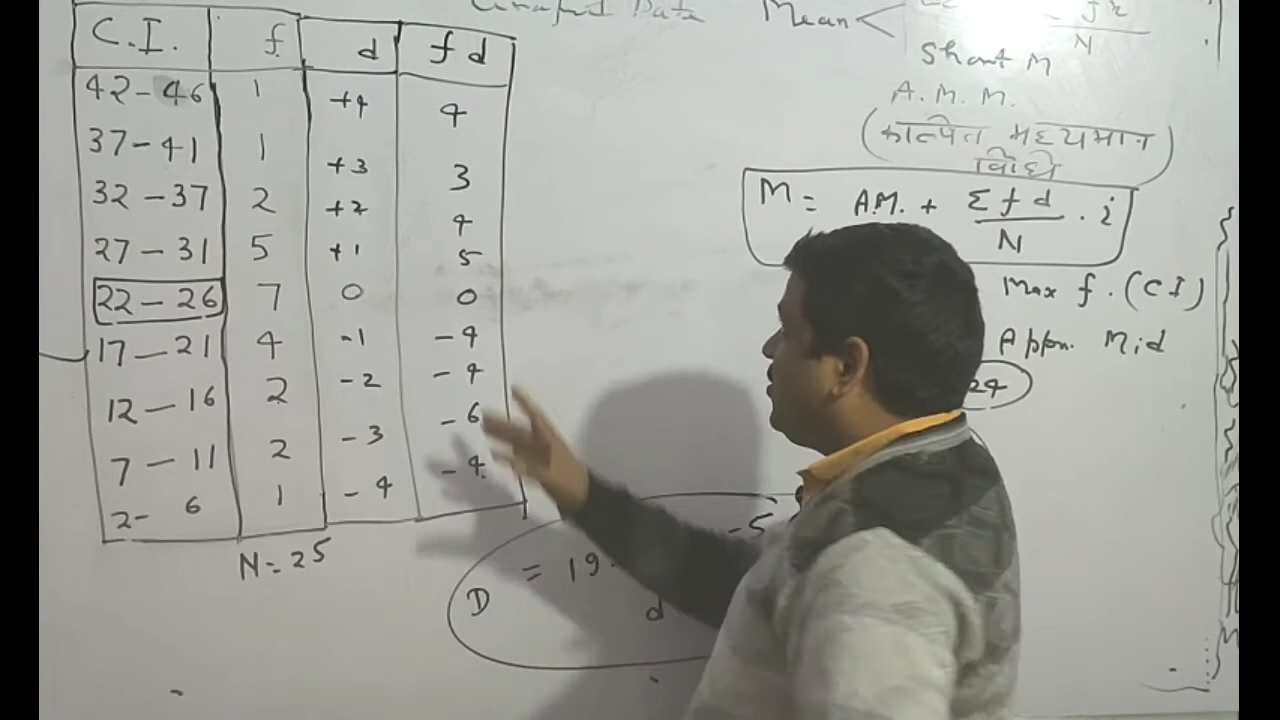 Data Mean <
fx
N
Short M
A.M.M.
(काल्पित मध्यमान
विधि)
M = A.M. + Σfd / N . i
Max f. (CI)
Appn. Mid
24
C.I. f d fd
42-46 1 +4 4
37-41 1 +3 3
32-37 2 +2 4
27-31 5 +1 5
22-26 7 0 0
17-21 4 -1 -4
12-16 2 -2 -4
7-11 2 -3 -6
2-6 1 -4 -4
N=25
-5
= 19.
D
d